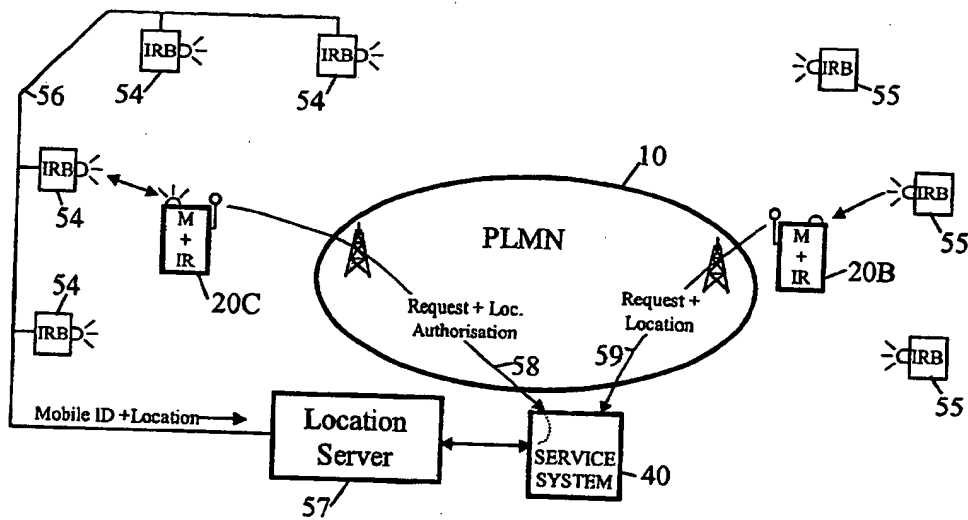 IRB
54
IRB
54
IRB
55
56
IRB
54
M
+
IR
20C
10
PLMN
IRB
55
M
+
IR
20B
54
IRB
Request + Loc.
Authorisation
58
Request +
Location
59
IRB
55
Mobile ID +Location
Location
Server
57
SERVICE
SYSTEM
40